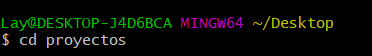 Lay@DESKTOP-J4D6BCA MINGW64 ~/Desktop
$ cd proyectos